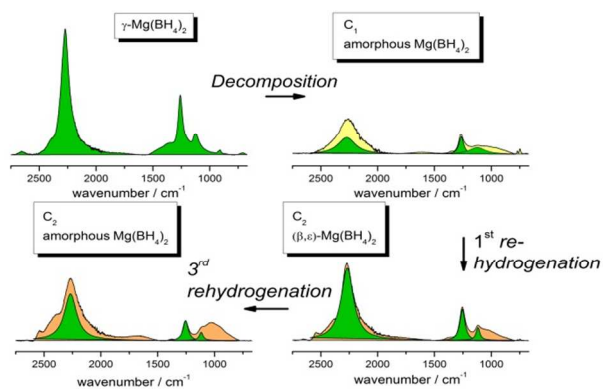 γ-Mg(BH4)2
C1
amorphous Mg(BH4)2
Decomposition
2500 2000 1500 1000
wavenumber / cm-1
2500 2000 1500 1000
wavenumber / cm-1
C2
amorphous Mg(BH4)2
C2
(β,ε)-Mg(BH4)2
1st re-
hydrogenation
3rd
rehydrogenation
2500 2000 1500 1000
wavenumber / cm-1
2500 2000 1500 1000
wavenumber / cm-1